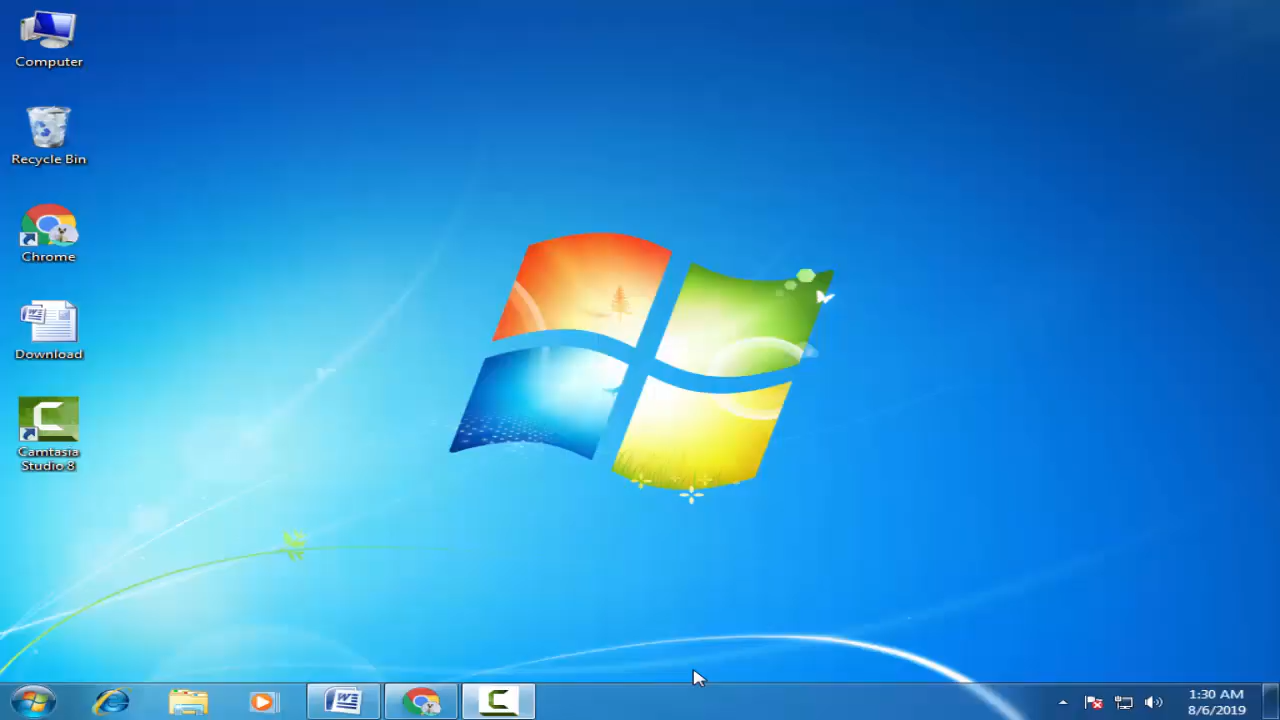 Computer
Recycle Bin
Chrome
Download
Camtasia
Studio 8
1:30 AM
8/6/2019